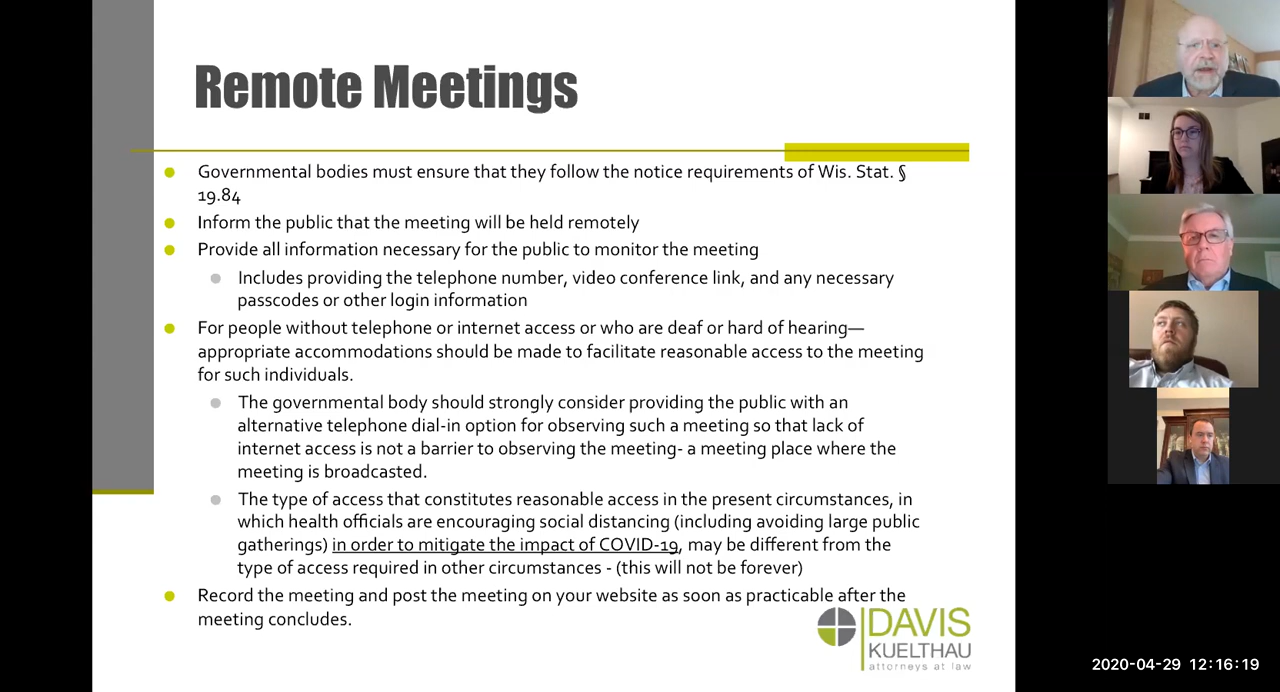 Remote Meetings
Governmental bodies must ensure that they follow the notice requirements of Wis. Stat. §
19.84
Inform the public that the meeting will be held remotely
Provide all information necessary for the public to monitor the meeting
Includes providing the telephone number, video conference link, and any necessary
passcodes or other login information
For people without telephone or internet access or who are deaf or hard of hearing—
appropriate accommodations should be made to facilitate reasonable access to the meeting
for such individuals.
The governmental body should strongly consider providing the public with an
alternative telephone dial-in option for observing such a meeting so that lack of
internet access is not a barrier to observing the meeting- a meeting place where the
meeting is broadcasted.
The type of access that constitutes reasonable access in the present circumstances, in
which health officials are encouraging social distancing (including avoiding large public
gatherings) in order to mitigate the impact of COVID-19, may be different from the
type of access required in other circumstances - (this will not be forever)
Record the meeting and post the meeting on your website as soon as practicable after the
meeting concludes.
DAVIS
KUELTHAU
attorneys at law
2020-04-29 12:16:19